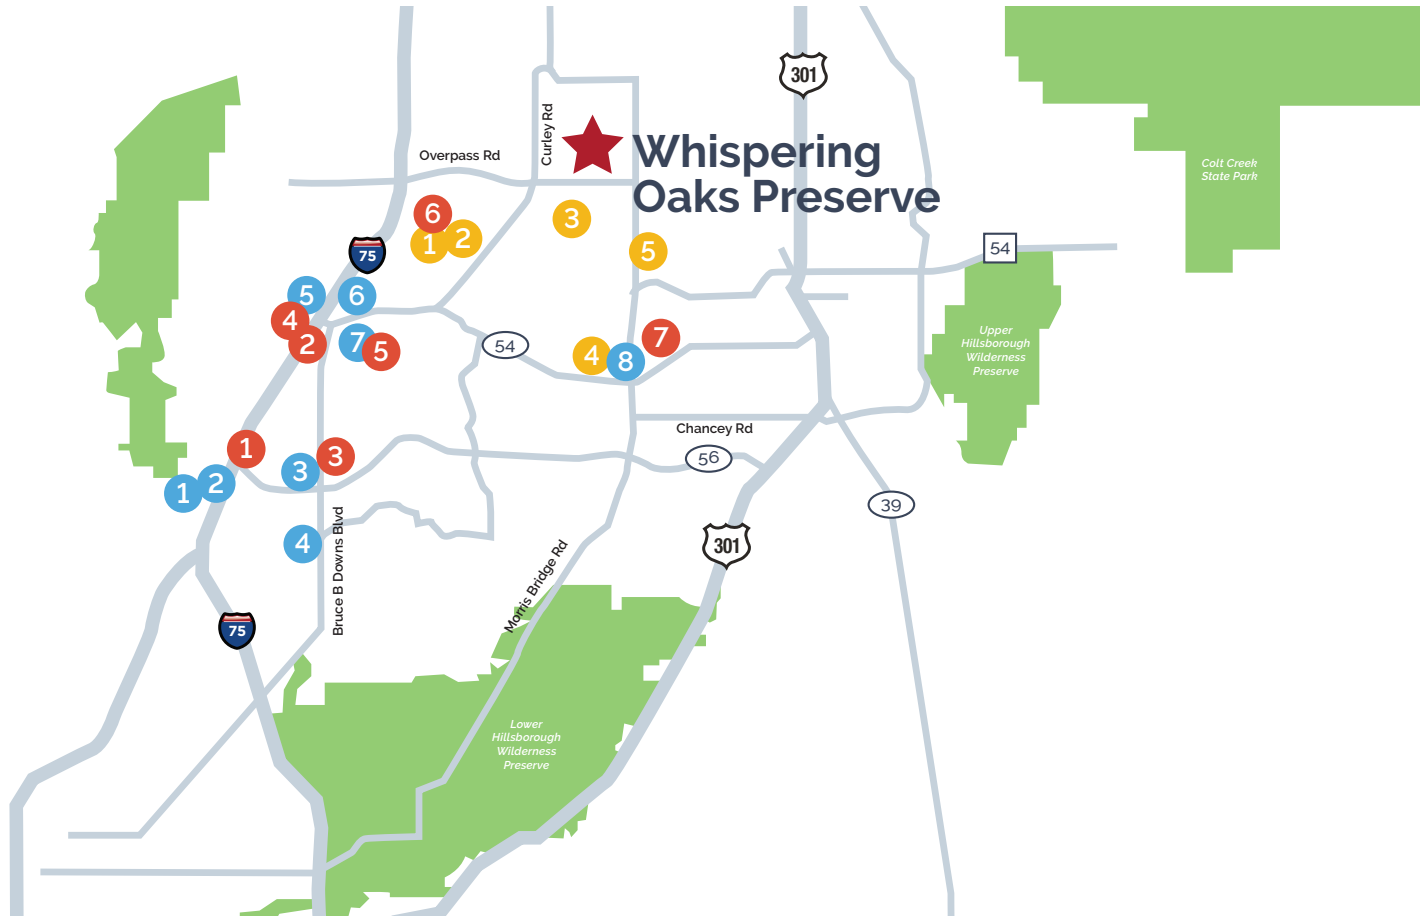 301
Curley Rd
Overpass Rd
Whispering
Oaks Preserve
Colt Creek
State Park
6
3
1
2
5
54
75
5
6
4
2
7
5
54
4
8
7
Upper
Hillsborough
Wilderness
Preserve
Chancey Rd
1
3
3
56
1
2
39
4
Bruce B Downs Blvd
301
Morris Bridge Rd
75
Lower
Hillsborough
Wilderness
Preserve